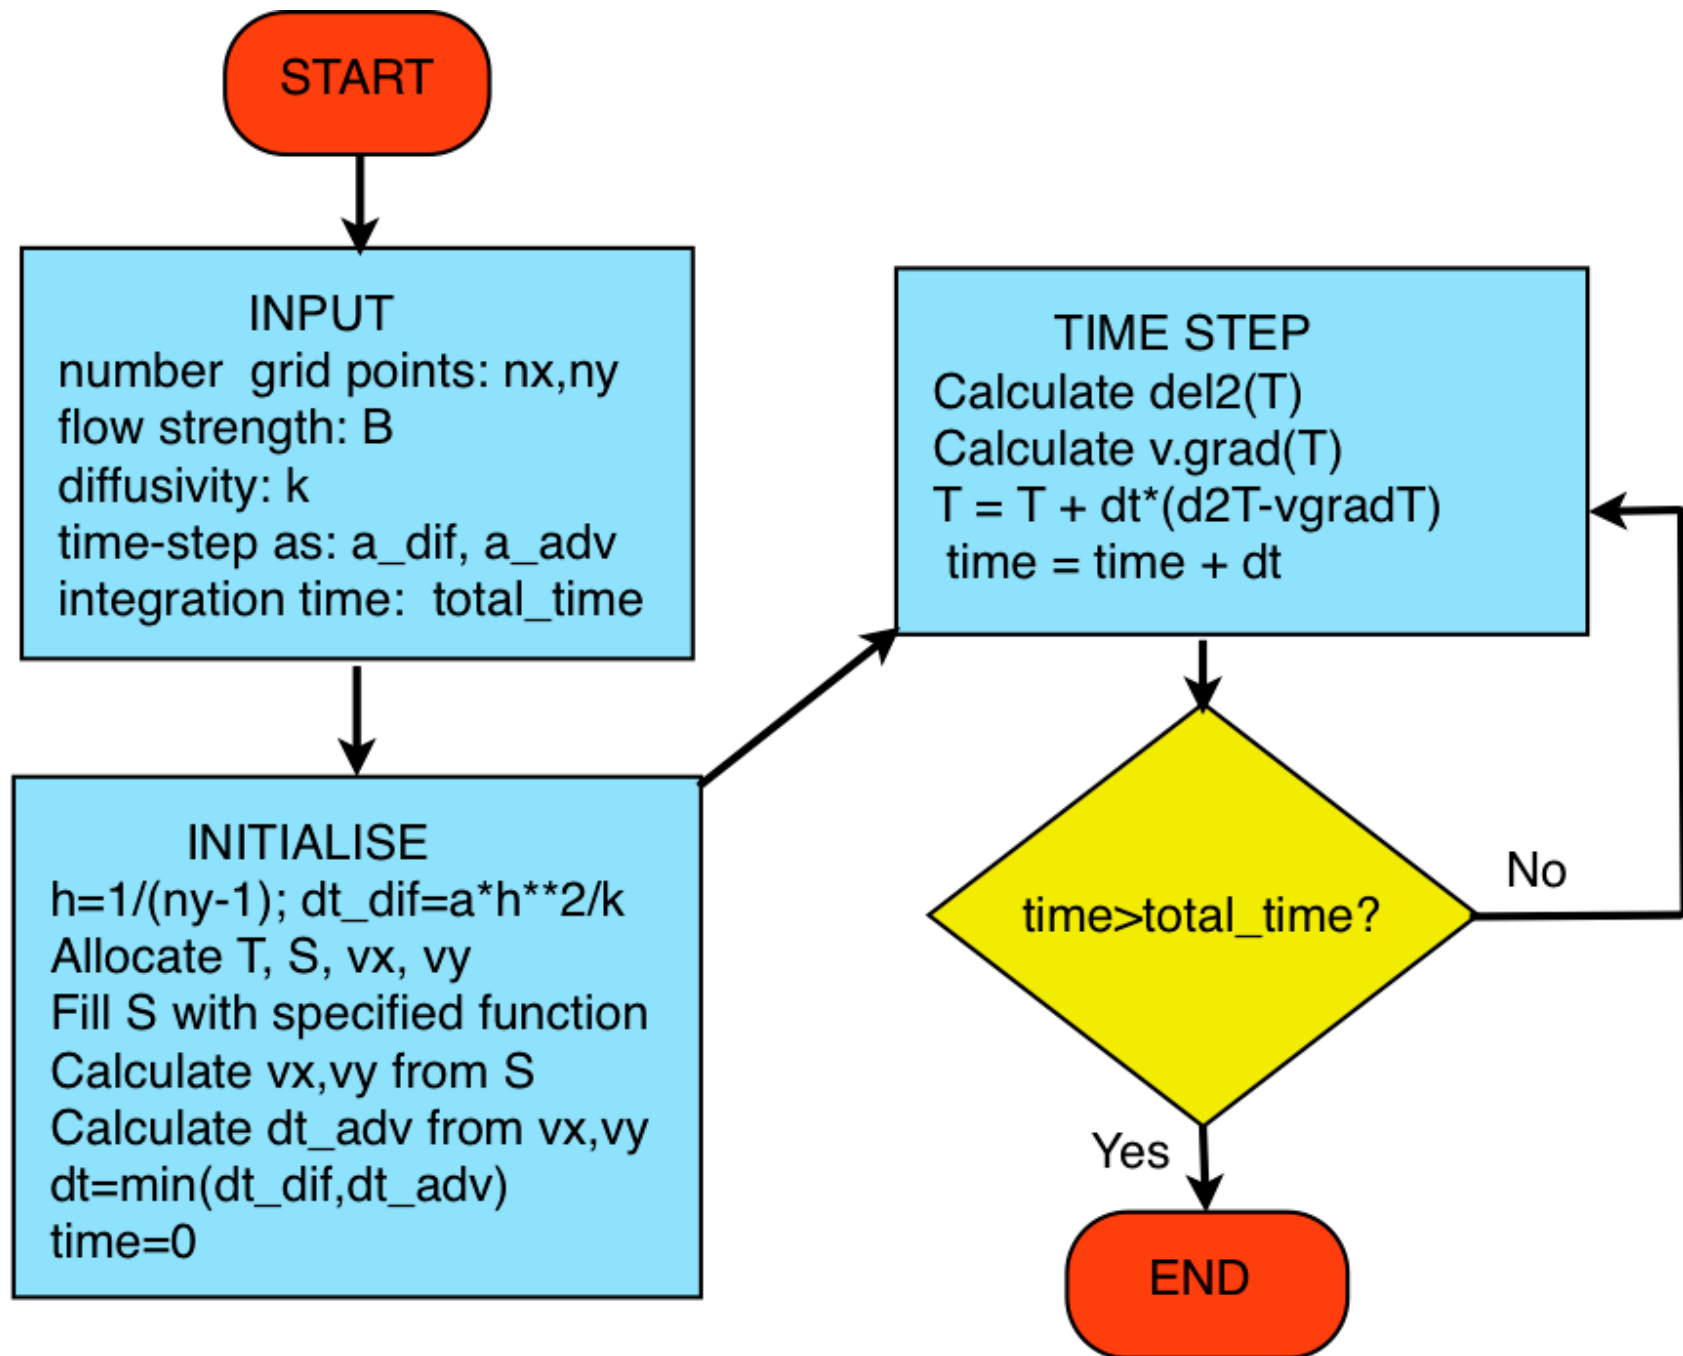 START
INPUT
number grid points: nx,ny
flow strength: B
diffusivity: k
time-step as: a_dif, a_adv
integration time: total_time
INITIALISE
h=1/(ny-1); dt_dif=a*h**2/k
Allocate T, S, vx, vy
Fill S with specified function
Calculate vx,vy from S
Calculate dt_adv from vx,vy
dt=min(dt_dif,dt_adv)
time=0
TIME STEP
Calculate del2(T)
Calculate v.grad(T)
T = T + dt*(d2T-vgradT)
time = time + dt
time>total_time?
No
Yes
END